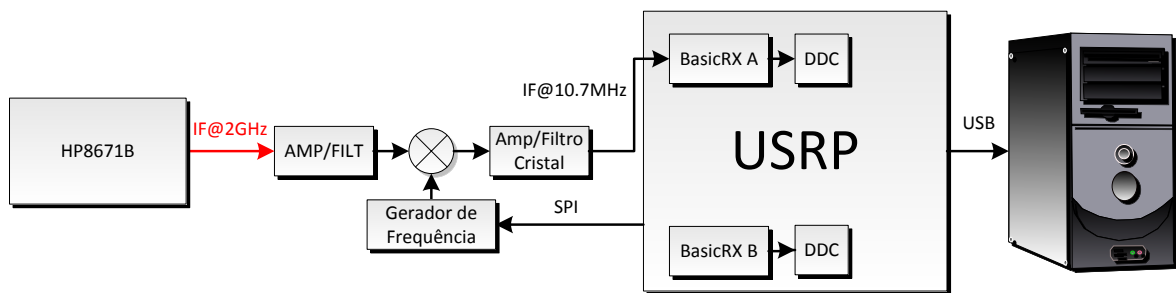 HP8671B
IF@2GHz
AMP/FILT
Amp/Filtro
Cristal
Gerador de
Frequência
SPI
IF@10.7MHz
BasicRX A
DDC
USRP
BasicRX B
DDC
USB